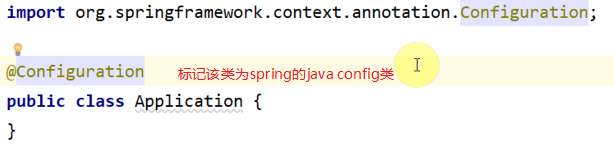 import org.springframework.context.annotation.Configuration;
@Configuration 标记该类为spring的java config类
public class Application {
}